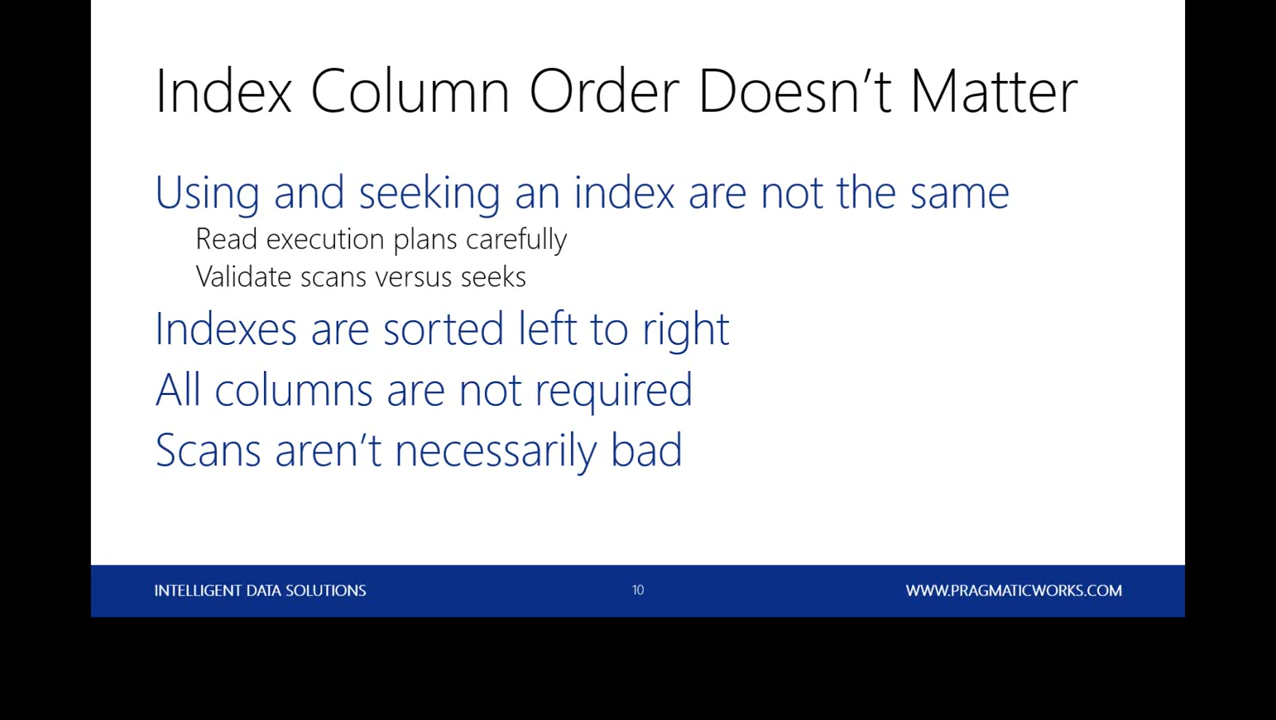 Index Column Order Doesn't Matter
Using and seeking an index are not the same
Read execution plans carefully
Validate scans versus seeks
Indexes are sorted left to right
All columns are not required
Scans aren't necessarily bad
INTELLIGENT DATA SOLUTIONS
10
WWW.PRAGMATICWORKS.COM